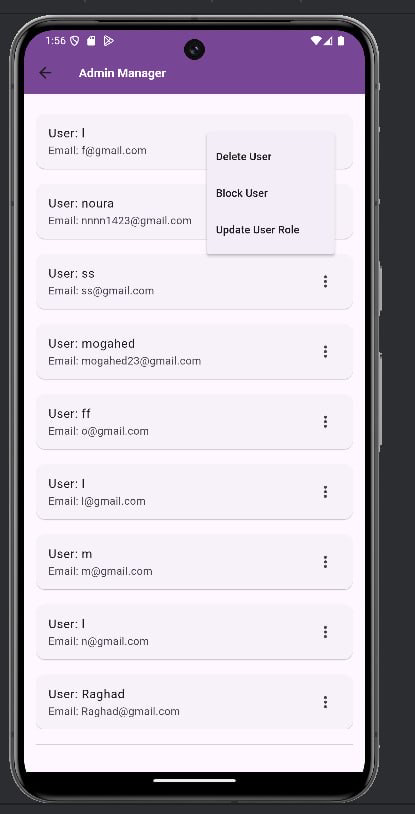 1:56
Admin Manager
User: l
Email: f@gmail.com
Delete User
Block User
Update User Role
User: noura
Email: nnnn1423@gmail.com
User: ss
Email: ss@gmail.com
User: mogahed
Email: mogahed23@gmail.com
User: ff
Email: o@gmail.com
User: l
Email: l@gmail.com
User: m
Email: m@gmail.com
User: l
Email: n@gmail.com
User: Raghad
Email: Raghad@gmail.com